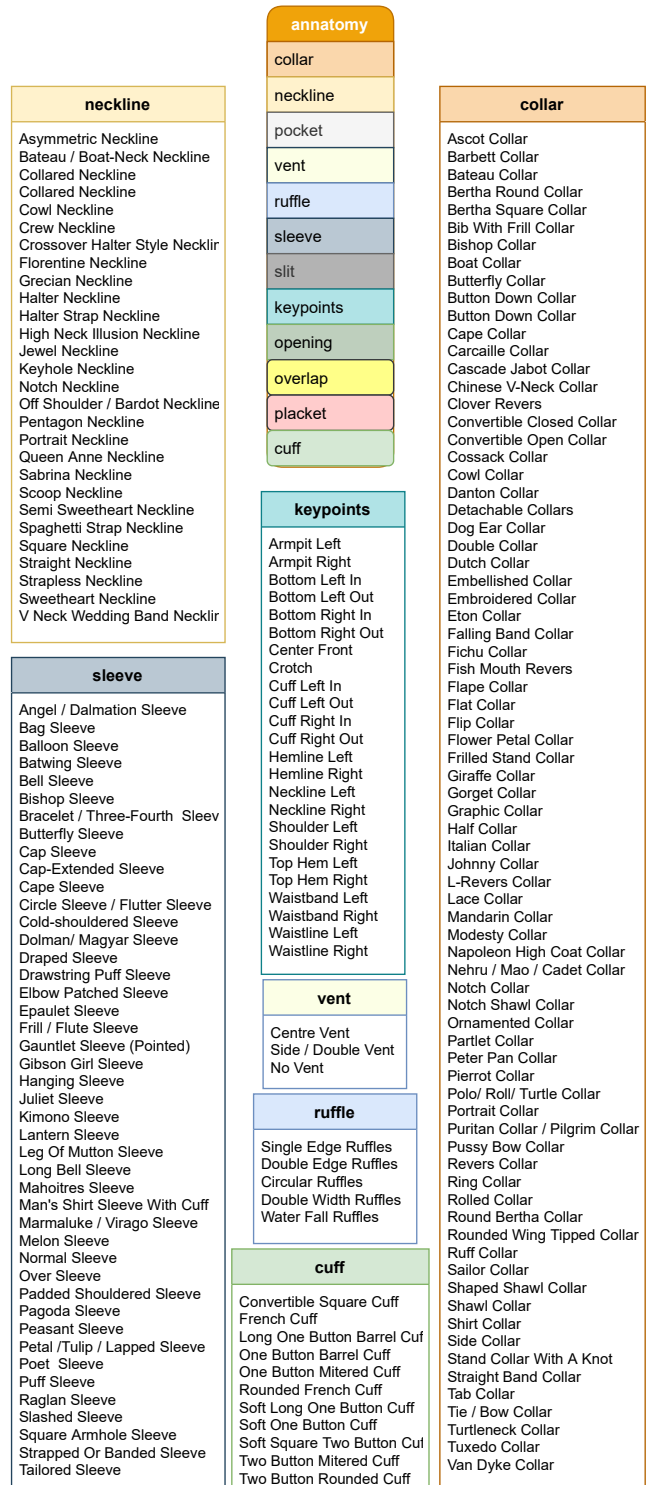 annatomy
collar
neckline
pocket
vent
ruffle
sleeve
slit
keypoints
opening
overlap
placket
cuff
neckline
Asymmetric Neckline
Bateau / Boat-Neck Neckline
Collared Neckline
Collared Neckline
Cowl Neckline
Crew Neckline
Crossover Halter Style Necklin
Florentine Neckline
Grecian Neckline
Halter Neckline
Halter Strap Neckline
High Neck Illusion Neckline
Jewel Neckline
Keyhole Neckline
Notch Neckline
Off Shoulder / Bardot Neckline
Pentagon Neckline
Portrait Neckline
Queen Anne Neckline
Sabrina Neckline
Scoop Neckline
Semi Sweetheart Neckline
Spaghetti Strap Neckline
Square Neckline
Straight Neckline
Strapless Neckline
Sweetheart Neckline
V Neck Wedding Band Necklin
sleeve
Angel / Dalmation Sleeve
Bag Sleeve
Balloon Sleeve
Batwing Sleeve
Bell Sleeve
Bishop Sleeve
Bracelet / Three-Fourth  Sleev
Butterfly Sleeve
Cap Sleeve
Cap-Extended Sleeve
Cape Sleeve
Circle Sleeve / Flutter Sleeve
Cold-shouldered Sleeve
Dolman/ Magyar Sleeve
Draped Sleeve
Drawstring Puff Sleeve
Elbow Patched Sleeve
Epaulet Sleeve
Frill / Flute Sleeve
Gauntlet Sleeve (Pointed)
Gibson Girl Sleeve
Hanging Sleeve
Juliet Sleeve
Kimono Sleeve
Lantern Sleeve
Leg Of Mutton Sleeve
Long Bell Sleeve
Mahoitres Sleeve
Man's Shirt Sleeve With Cuff
Marmaluke / Virago Sleeve
Melon Sleeve
Normal Sleeve
Over Sleeve
Padded Shouldered Sleeve
Pagoda Sleeve
Peasant Sleeve
Petal /Tulip / Lapped Sleeve
Poet  Sleeve
Puff Sleeve
Raglan Sleeve
Slashed Sleeve
Square Armhole Sleeve
Strapped Or Banded Sleeve
Tailored Sleeve
keypoints
Armpit Left
Armpit Right
Bottom Left In
Bottom Left Out
Bottom Right In
Bottom Right Out
Center Front
Crotch
Cuff Left In
Cuff Left Out
Cuff Right In
Cuff Right Out
Hemline Left
Hemline Right
Neckline Left
Neckline Right
Shoulder Left
Shoulder Right
Top Hem Left
Top Hem Right
Waistband Left
Waistband Right
Waistline Left
Waistline Right
vent
Centre Vent
Side / Double Vent
No Vent
ruffle
Single Edge Ruffles
Double Edge Ruffles
Circular Ruffles
Double Width Ruffles
Water Fall Ruffles
cuff
Convertible Square Cuff
French Cuff
Long One Button Barrel Cuf
One Button Barrel Cuff
One Button Mitered Cuff
Rounded French Cuff
Soft Long One Button Cuff
Soft One Button Cuff
Soft Square Two Button Cuf
Two Button Mitered Cuff
Two Button Rounded Cuff
collar
Ascot Collar
Barbett Collar
Bateau Collar
Bertha Round Collar
Bertha Square Collar
Bib With Frill Collar
Bishop Collar
Boat Collar
Butterfly Collar
Button Down Collar
Button Down Collar
Cape Collar
Carcaille Collar
Cascade Jabot Collar
Chinese V-Neck Collar
Clover Revers
Convertible Closed Collar
Convertible Open Collar
Cossack Collar
Cowl Collar
Danton Collar
Detachable Collars
Dog Ear Collar
Double Collar
Dutch Collar
Embellished Collar
Embroidered Collar
Eton Collar
Falling Band Collar
Fichu Collar
Fish Mouth Revers
Flape Collar
Flat Collar
Flip Collar
Flower Petal Collar
Frilled Stand Collar
Giraffe Collar
Gorget Collar
Graphic Collar
Half Collar
Italian Collar
Johnny Collar
L-Revers Collar
Lace Collar
Mandarin Collar
Modesty Collar
Napoleon High Coat Collar
Nehru / Mao / Cadet Collar
Notch Collar
Notch Shawl Collar
Ornamented Collar
Partlet Collar
Peter Pan Collar
Pierrot Collar
Polo/ Roll/ Turtle Collar
Portrait Collar
Puritan Collar / Pilgrim Collar
Pussy Bow Collar
Revers Collar
Ring Collar
Rolled Collar
Round Bertha Collar
Rounded Wing Tipped Collar
Ruff Collar
Sailor Collar
Shaped Shawl Collar
Shawl Collar
Shirt Collar
Side Collar
Stand Collar With A Knot
Straight Band Collar
Tab Collar
Tie / Bow Collar
Turtleneck Collar
Tuxedo Collar
Van Dyke Collar